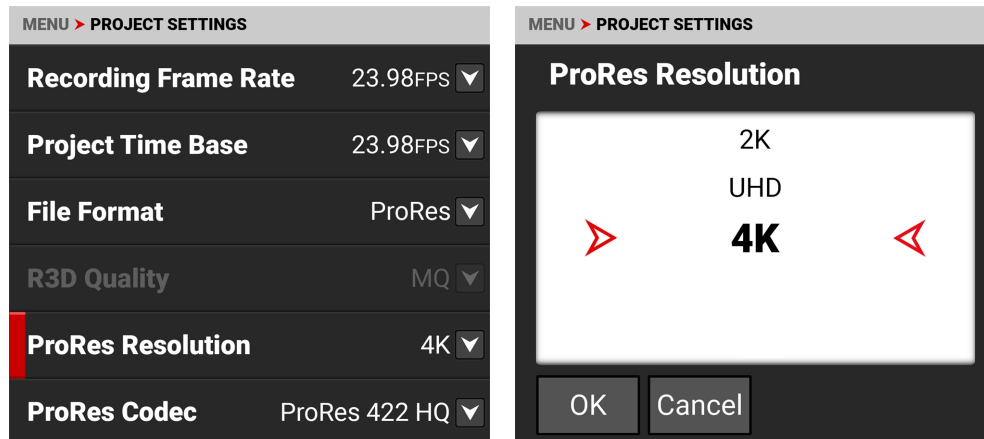 MENU PROJECT SETTINGS
Recording Frame Rate 23.98FPS
Project Time Base 23.98FPS
File Format ProRes
R3D Quality MQ
ProRes Resolution 4K
ProRes Codec ProRes 422 HQ
MENU PROJECT SETTINGS
ProRes Resolution
2K
UHD
4K
OK Cancel